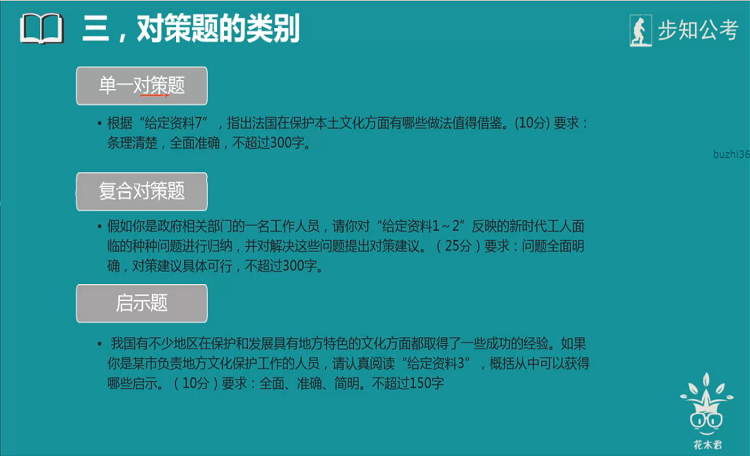 三，对策题的类别
步知公考
单一对策题
• 根据“给定资料7”，指出法国在保护本土文化方面有哪些做法值得借鉴。(10分) 要求：
条理清楚，全面准确，不超过300字。
buzhi36
复合对策题
• 假如你是政府相关部门的一名工作人员，请你对“给定资料1～2”反映的新时代工人面
临的种种问题进行归纳，并对解决这些问题提出对策建议。（25分）要求：问题全面明
确，对策建议具体可行，不超过300字。
启示题
• 我国有不少地区在保护和发展具有地方特色的文化方面都取得了一些成功的经验。如果
你是某市负责地方文化保护工作的人员，请认真阅读“给定资料3”，概括从中可以获得
哪些启示。（10分）要求：全面、准确、简明。不超过150字
花木君